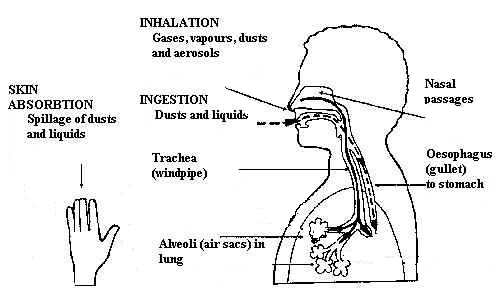 INHALATION
Gases, vapours, dusts
and aerosols
SKIN
ABSORBTION
Spillage of dusts
and liquids
INGESTION
Dusts and liquids
Nasal
passages
Trachea
(windpipe)
Oesophagus
(gullet)
to stomach
Alveoli (air sacs) in
lung